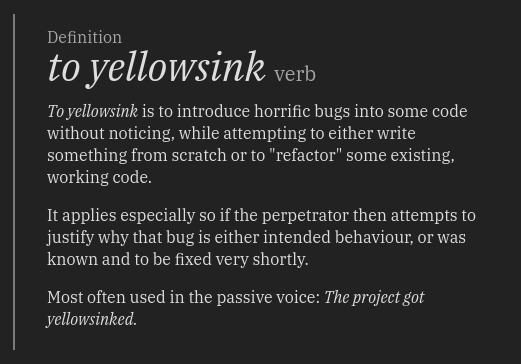 Definition
to yellowsink verb
To yellowsink is to introduce horrific bugs into some code
without noticing, while attempting to either write
something from scratch or to "refactor" some existing,
working code.
It applies especially so if the perpetrator then attempts to
justify why that bug is either intended behaviour, or was
known and to be fixed very shortly.
Most often used in the passive voice: The project got
yellowsinked.